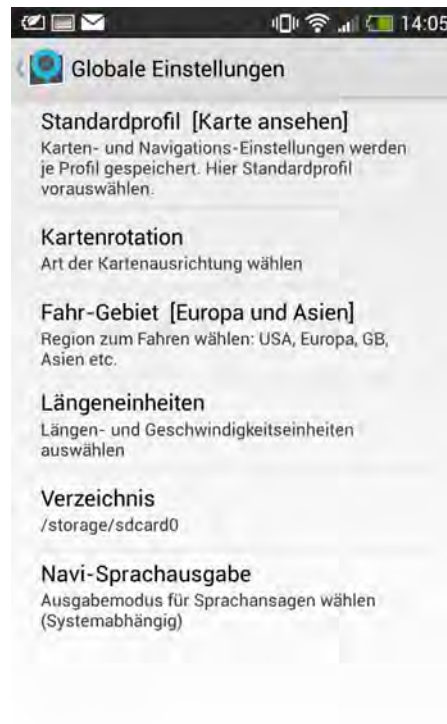 14:05
Globale Einstellungen
Standardprofil [Karte ansehen]
Karten- und Navigations-Einstellungen werden
je Profil gespeichert. Hier Standardprofil
vorauswählen.
Kartenrotation
Art der Kartenausrichtung wählen
Fahr-Gebiet [Europa und Asien]
Region zum Fahren wählen: USA, Europa, GB,
Asien etc.
Längeneinheiten
Längen- und Geschwindigkeitseinheiten
auswählen
Verzeichnis
/storage/sdcard0
Navi-Sprachausgabe
Ausgabemodus für Sprachansagen wählen
(Systemabhängig)